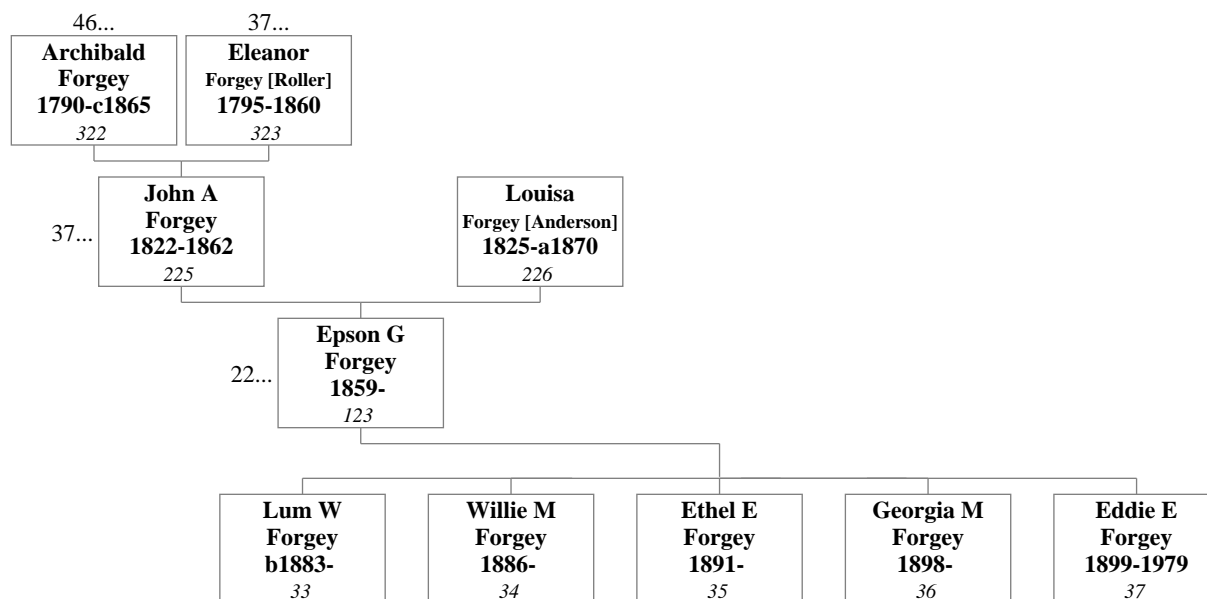 46...
37...
Archibald
Forgey
1790-c1865
322
Eleanor
Forgey [Roller]
1795-1860
323
37...
John A
Forgey
1822-1862
225
Louisa
Forgey [Anderson]
1825-a1870
226
22...
Epson G
Forgey
1859-
123
Lum W
Forgey
b1883-
33
Willie M
Forgey
1886-
34
Ethel E
Forgey
1891-
35
Georgia M
Forgey
1898-
36
Eddie E
Forgey
1899-1979
37